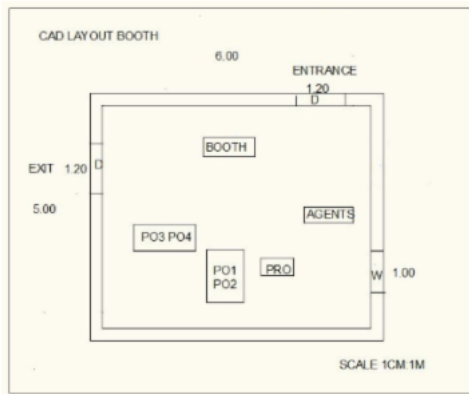 CAD LAYOUT BOOTH
6.00
ENTRANCE
1.20
D
BOOTH
EXIT 1.20 D
5.00
AGENTS
PO3 PO4
PO1
PO2
PRO
W 1.00
SCALE 1CM:1M